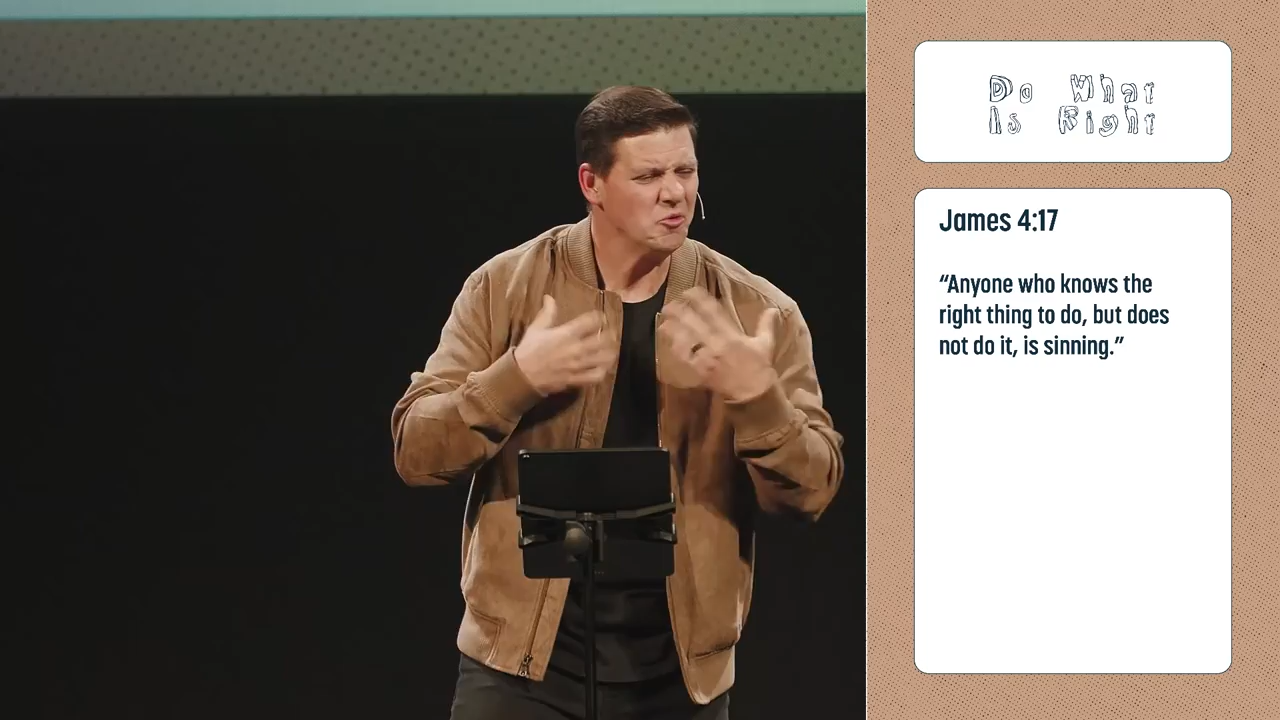 Do What
Is Right
James 4:17
“Anyone who knows the
right thing to do, but does
not do it, is sinning.”